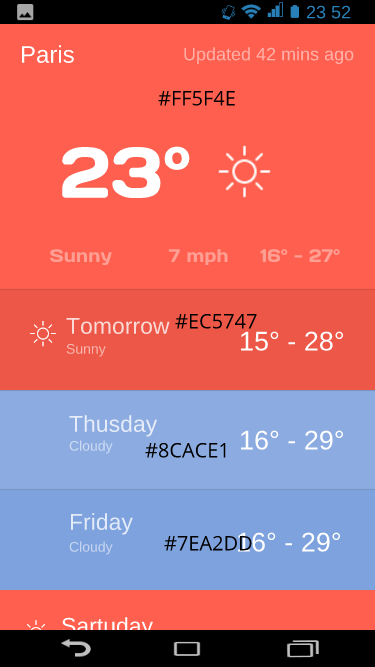 23 52
Paris
Updated 42 mins ago
#FF5F4E
23°
Sunny 7 mph 16° - 27°
Tomorrow #EC5747
Sunny
15° - 28°
Thusday
Cloudy
16° - 29°
#8CACE1
Friday
Cloudy
#7EA2DD
16° - 29°
Sartuday